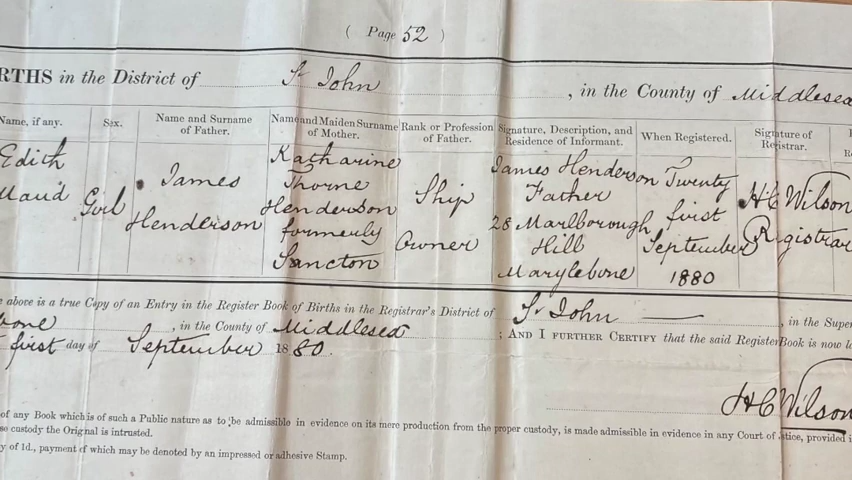 ( Page 52 )
RTHS in the District of St John , in the County of Middlesex
Name, if any. Sex. Name and Surname of Father. Name and Maiden Surname of Mother. Rank or Profession of Father. Signature, Description, and Residence of Informant. When Registered. Signature of Registrar.
Edith Maud
Girl
James Henderson
Katharine Thorne Henderson formerly Sancton
Ship Owner
James Henderson Father 28 Marlborough Hill Marylebone
Twenty first September 1880
H C Wilson Registrar
above is a true Copy of an Entry in the Register Book of Births in the Registrar's District of St John , in the Super
bone , in the County of Middlesex ; AND I FURTHER CERTIFY that the said Register Book is now la
first day of September 1880.
H C Wilson
of any Book which is of such a Public nature as to be admissible in evidence on its mere production from the proper custody, is made admissible in evidence in any Court of Justice, provided i
se custody the Original is intrusted.
y of 1d., payment of which may be denoted by an impressed or adhesive Stamp.